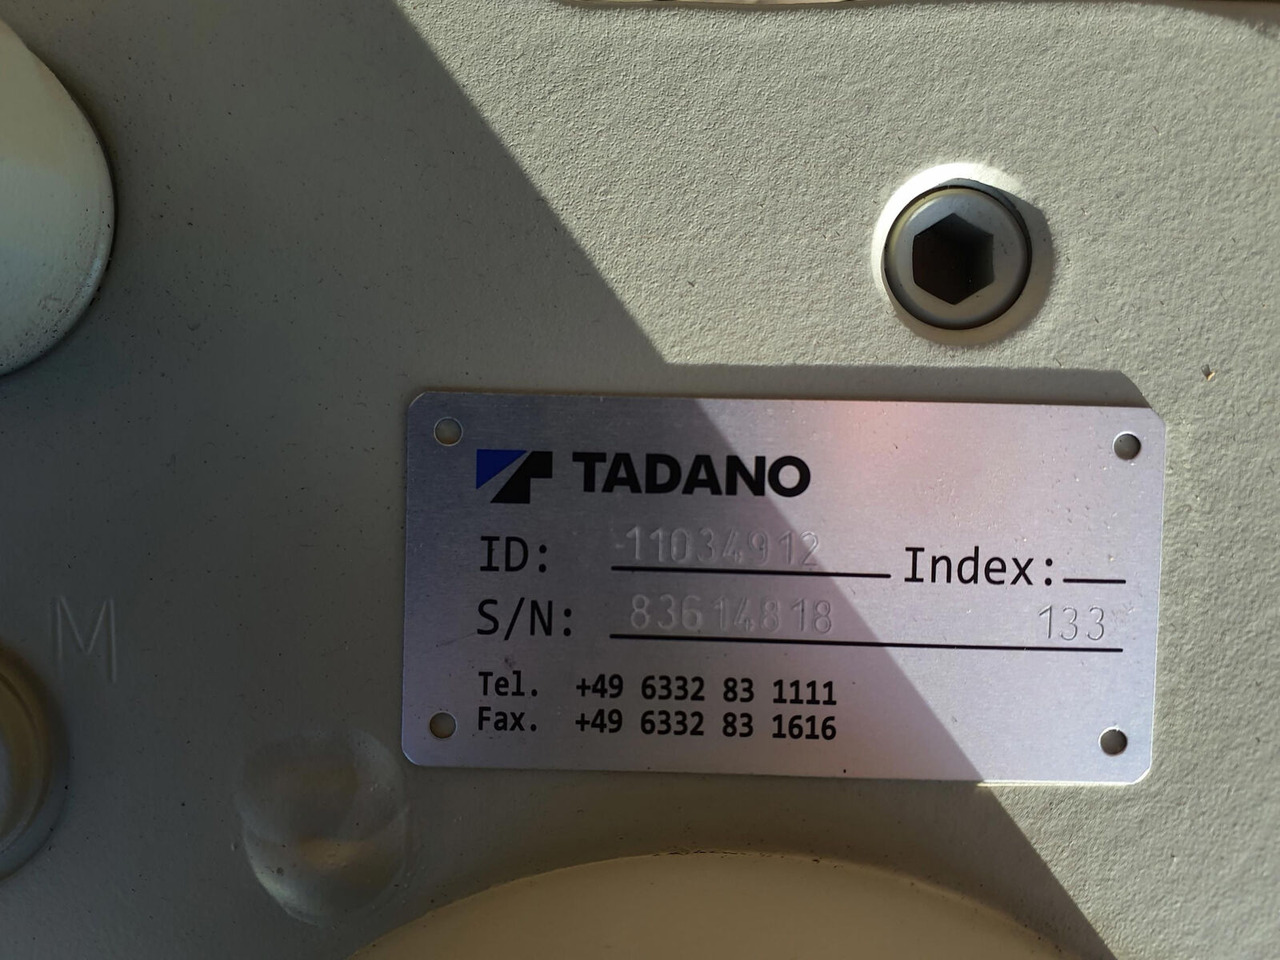 TADANO
ID: 11034912 Index:
S/N: 83614818 133
Tel. +49 6332 83 1111
Fax. +49 6332 83 1616
M